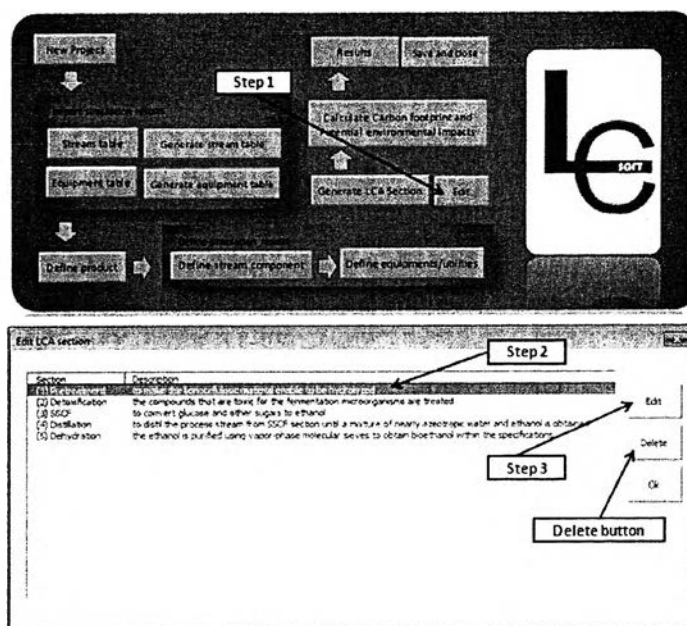 New Project
Results
Save and close
Step 1
Calculate Carbon footprint and
Potential environmental impacts
Stream table
Generate stream table
Equipment table
Generate equipment table
Generate LCA Section
Edit
Define product
Define stream component
Define equipments/utilities
LC
SOFT
Edit LCA section
Step 2
Section
Description
(2) Detoxification
the compounds that are toxic for the fermentation microorganisms are treated
(3) SSCF
to convert glucose and other sugars to ethanol
(4) Distillation
to distil the process stream from SSCF section until a mixture of nearly azeotropic water and ethanol is obtained
(5) Dehydration
the ethanol is purified using vapor-phase molecular sieves to obtain bioethanol within the specifications
Edit
Delete
Step 3
Ok
Delete button